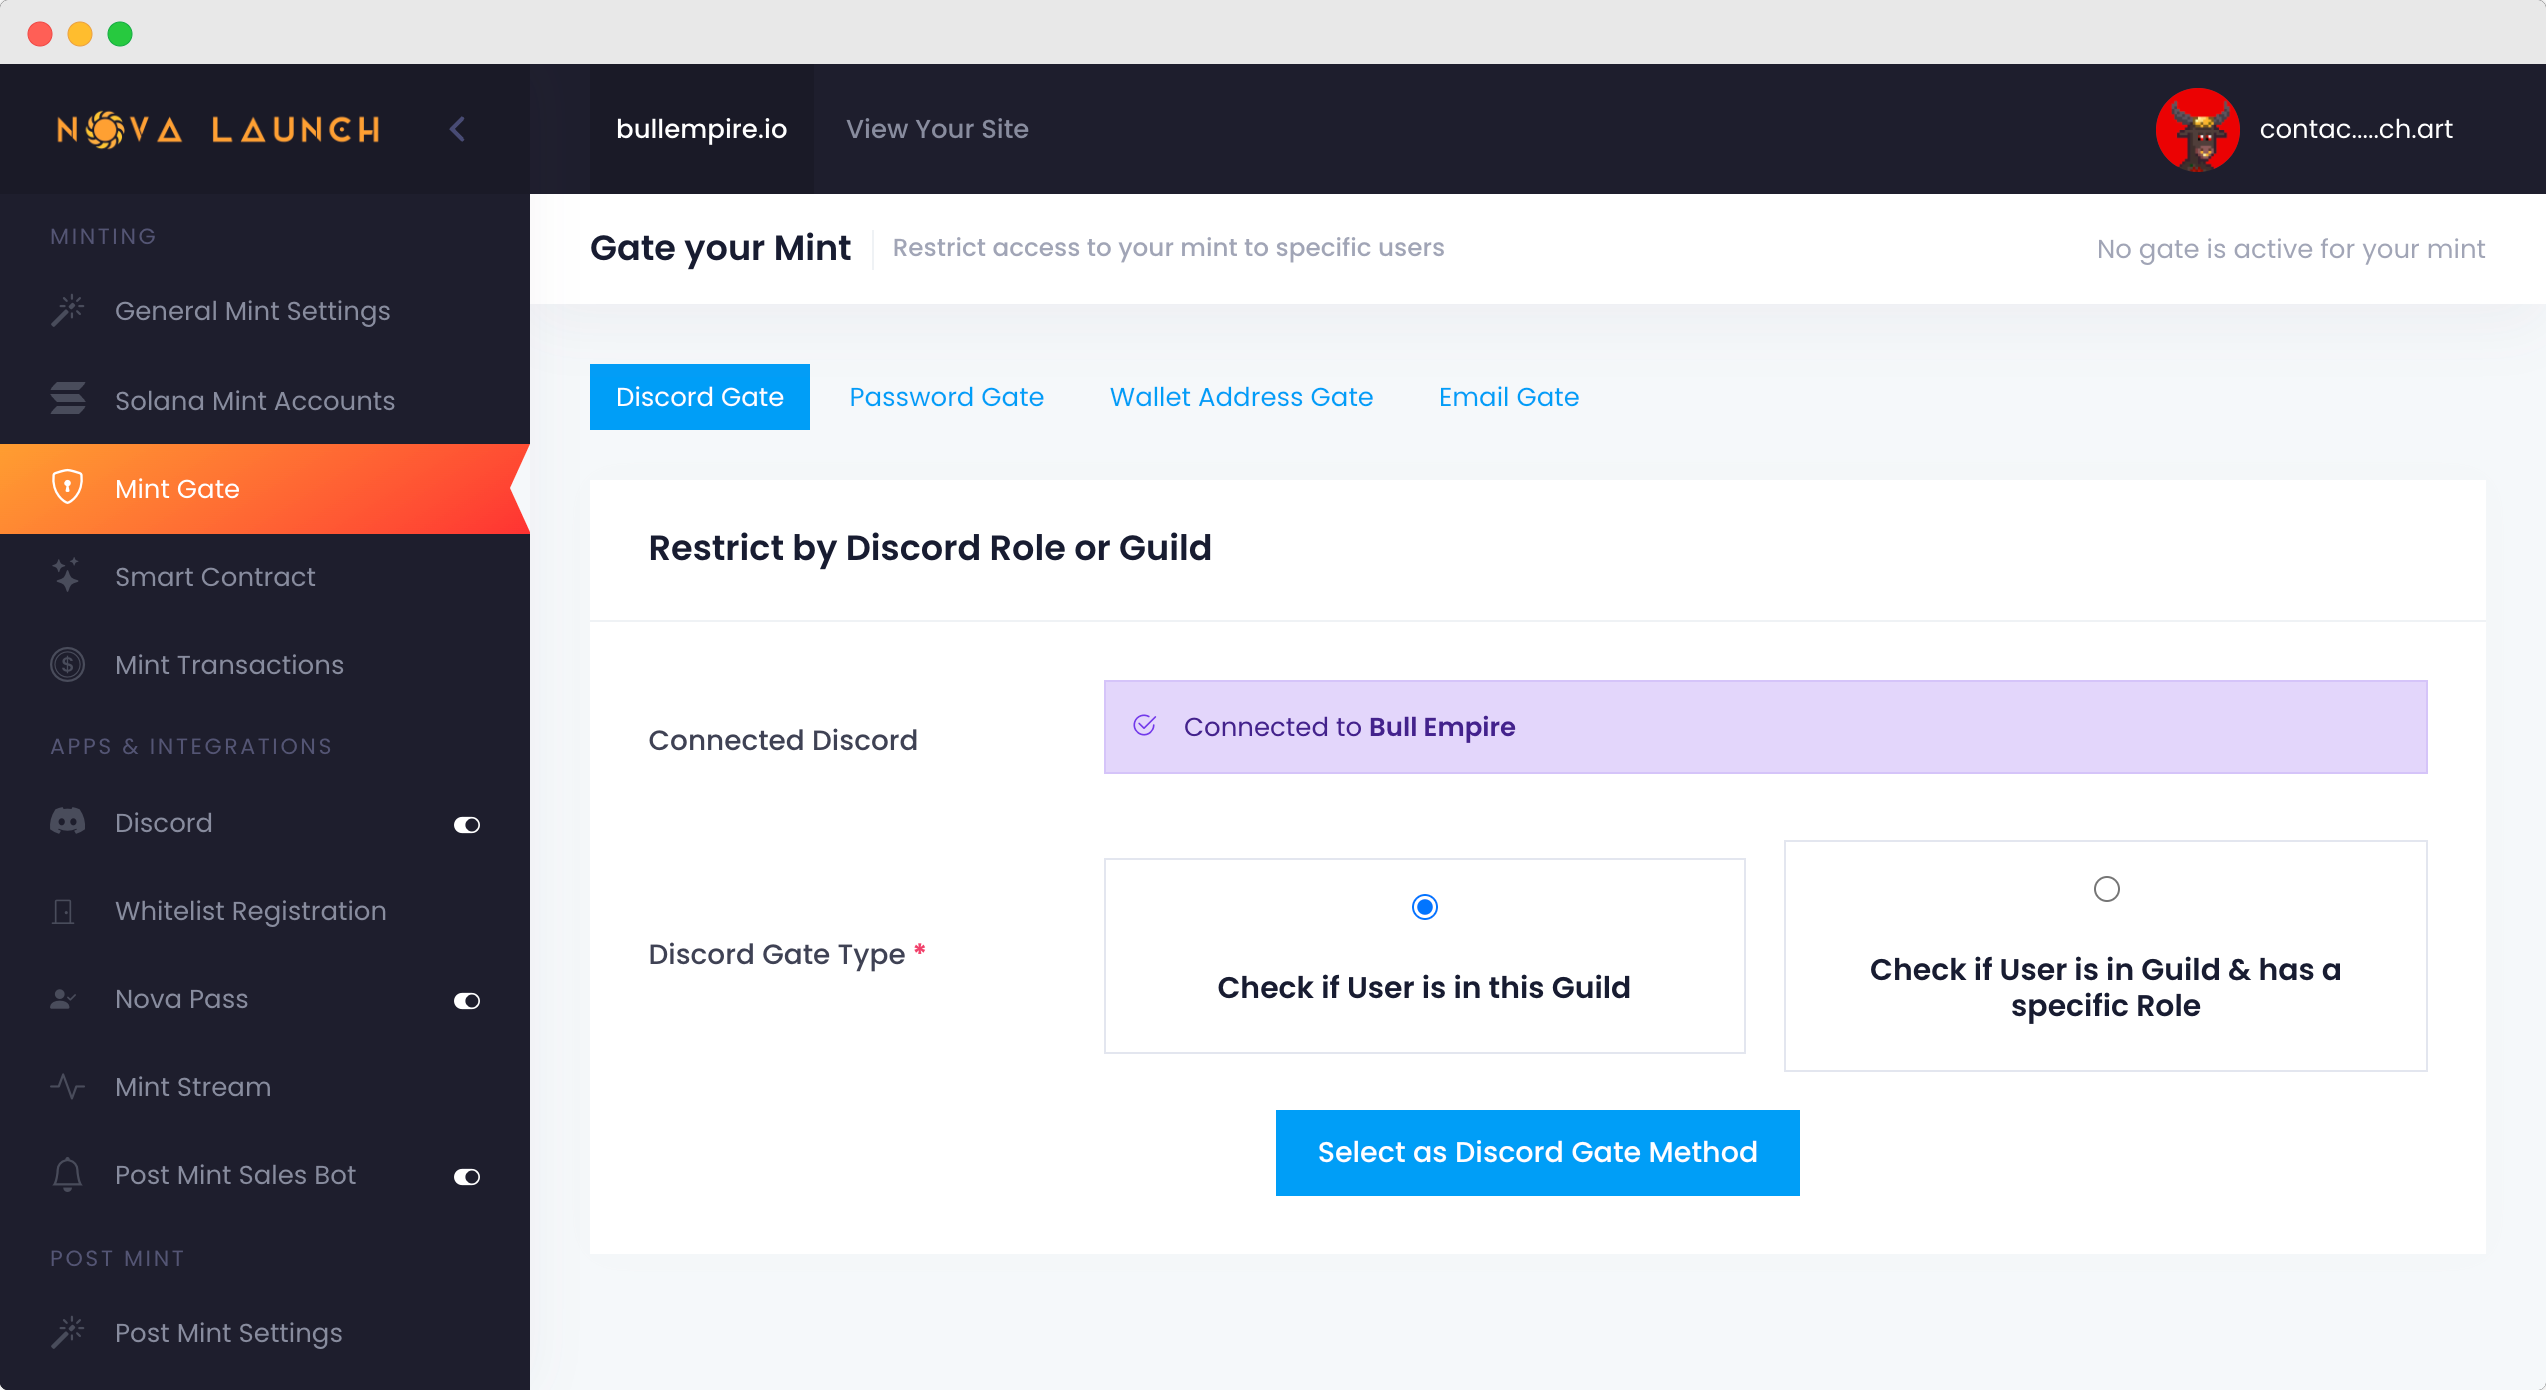 NOVA LAUNCH
bullempire.io
View Your Site
contac.....ch.art
MINTING
General Mint Settings
Solana Mint Accounts
Mint Gate
Smart Contract
Mint Transactions
APPS & INTEGRATIONS
Discord
Whitelist Registration
Nova Pass
Mint Stream
Post Mint Sales Bot
POST MINT
Post Mint Settings
Gate your Mint
Restrict access to your mint to specific users
No gate is active for your mint
Discord Gate
Password Gate
Wallet Address Gate
Email Gate
Restrict by Discord Role or Guild
Connected Discord
Connected to Bull Empire
Discord Gate Type *
Check if User is in this Guild
Check if User is in Guild & has a
specific Role
Select as Discord Gate Method